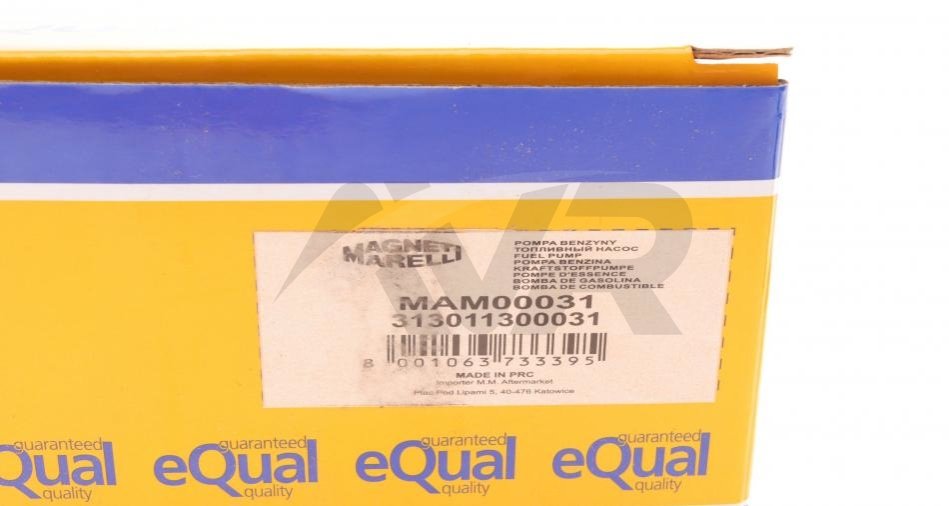 MAGNETI
MARELLI
POMPA BENZYNY
ТОПЛИВНЫЙ НАСОС
FUEL PUMP
POMPA BENZINA
KRAFTSTOFFPUMPE
POMPE D'ESSENCE
BOMBA DE GASOLINA
BOMBA DE COMBUSTIBLE
MAM00031
313011300031
8 001063 733395
MADE IN PRC
Importer M.M. Aftermarket
Plac Pod Lipami 5, 40-476 Katowice
guaranteed guaranteed guaranteed guaranteed
eQual eQual eQual eQual
quality quality quality quality